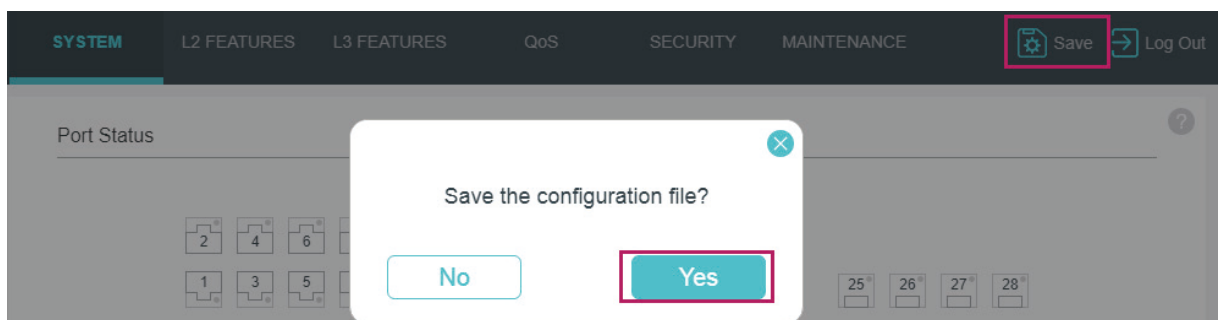 SYSTEM L2 FEATURES L3 FEATURES QoS SECURITY MAINTENANCE Save Log Out
Port Status ?
Save the configuration file?
2 4 6
No Yes
1 3 5 25 26 27 28